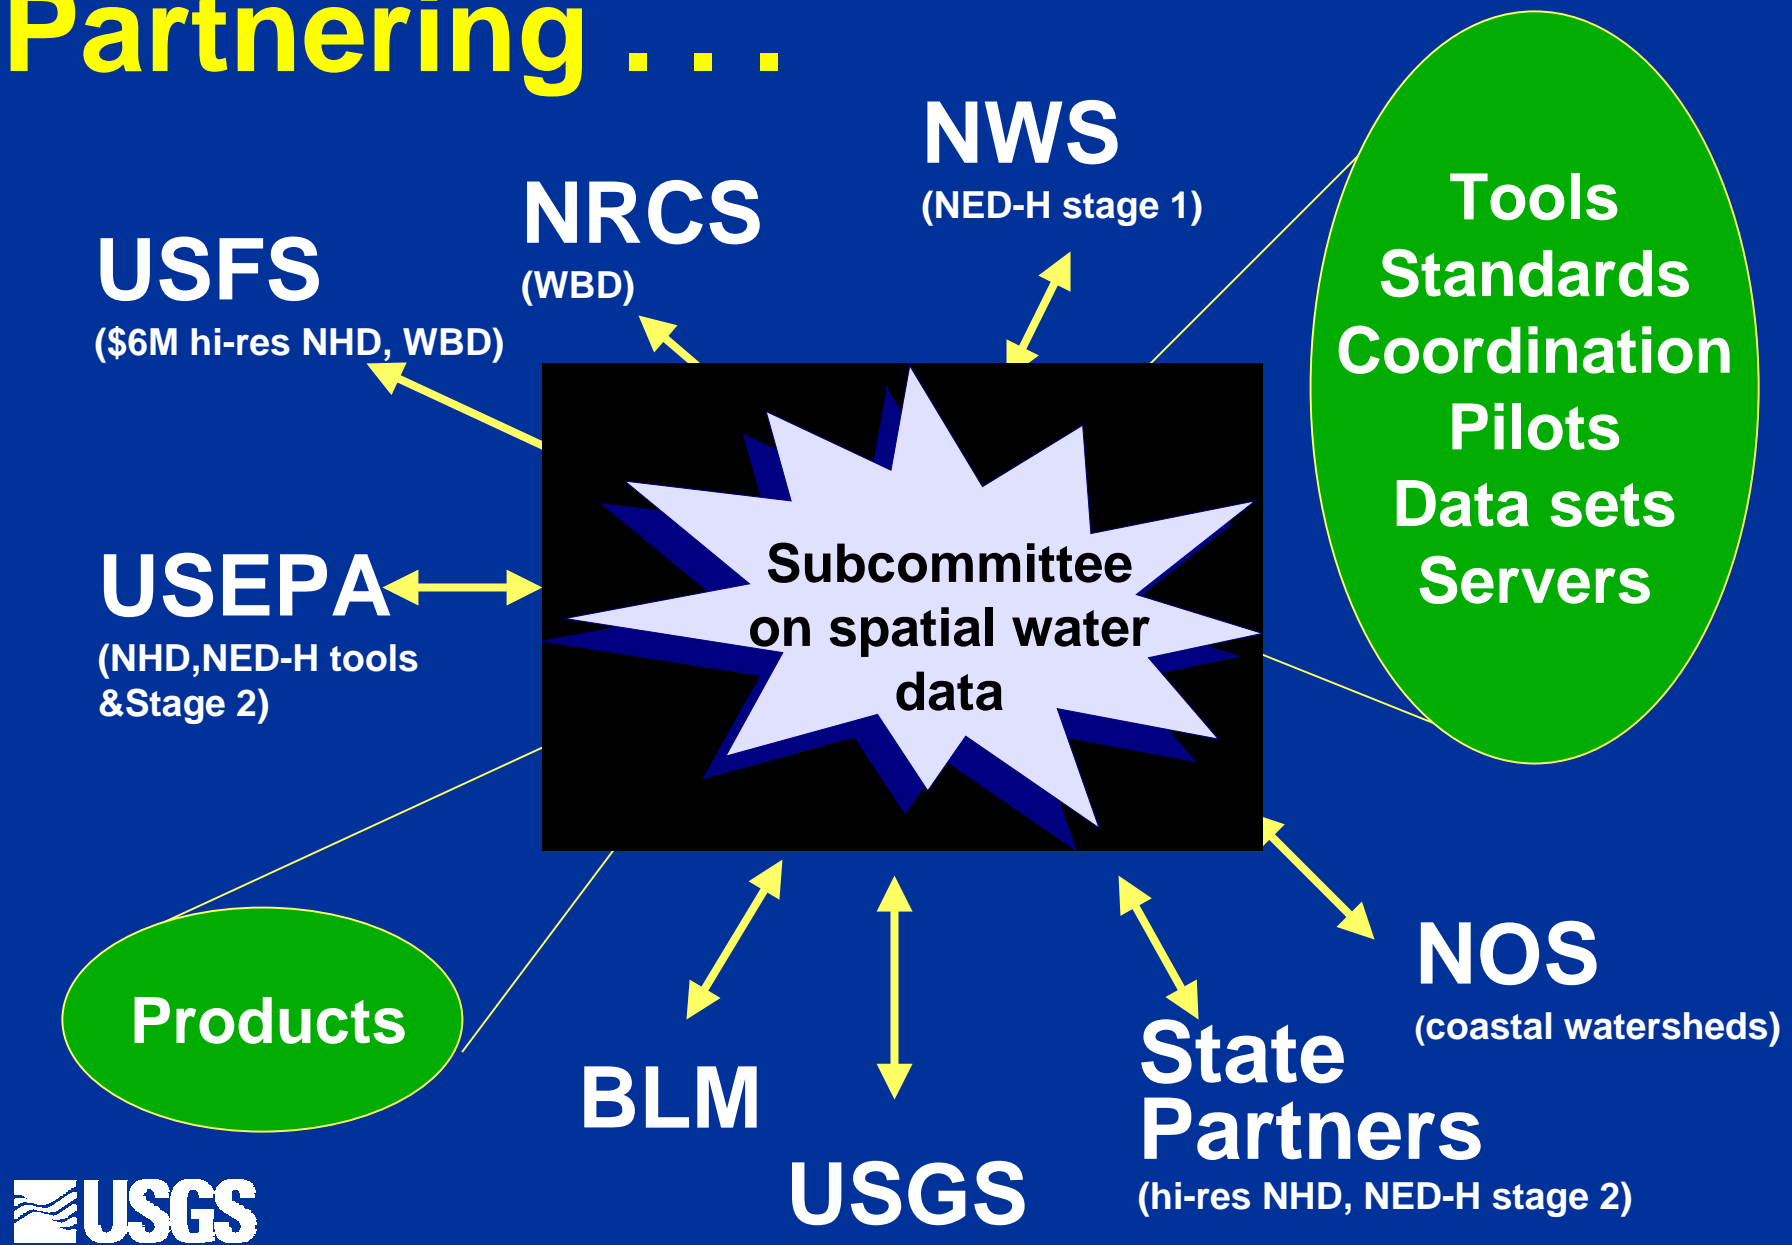 Partnering . . .
NWS
(NED-H stage 1)
NRCS
(WBD)
USFS
($6M hi-res NHD, WBD)
Tools
Standards
Coordination
Pilots
Data sets
Servers
USEPA
(NHD,NED-H tools
&Stage 2)
Subcommittee
on spatial water
data
Products
BLM
USGS
State
Partners
(hi-res NHD, NED-H stage 2)
NOS
(coastal watersheds)
USGS